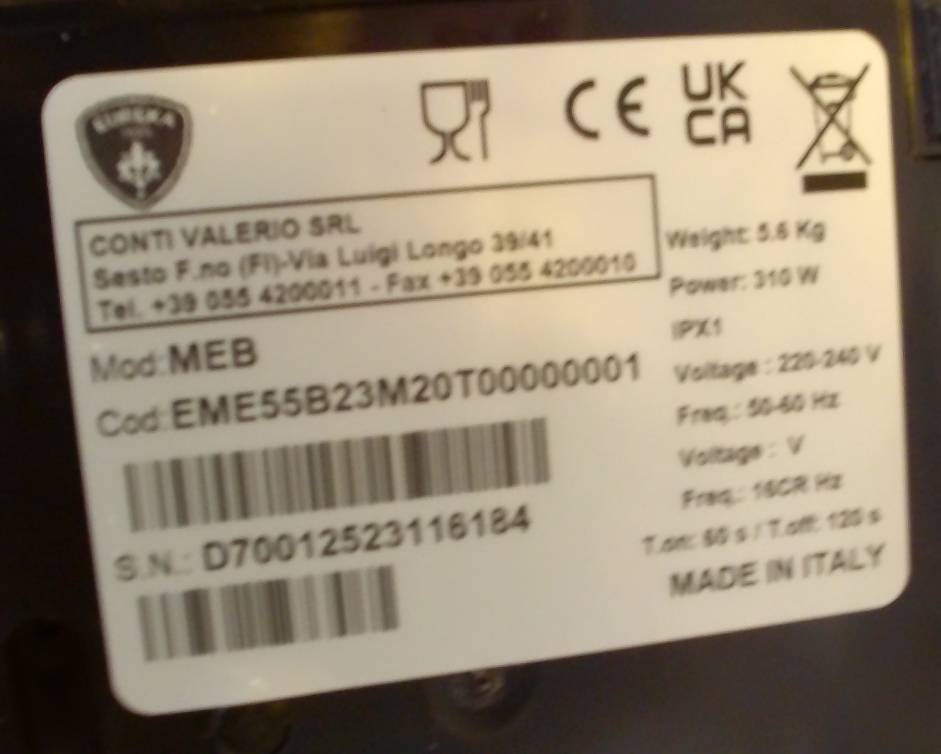 EUREKA
CE
UK
CA
CONTI VALERIO SRL
Sesto F.no (FI)-Via Luigi Longo 39/41
Tel. +39 055 4200011 - Fax +39 055 4200010
Mod:MEB
Cod:EME55B23M20T00000001
S.N.: D70012523116184
Weight: 5.6 Kg
Power: 310 W
IPX1
Voltage : 220-240 V
Freq.: 50-60 Hz
Voltage : V
Freq.: 16CR Hz
T.on: 60 s / T.off: 120 s
MADE IN ITALY